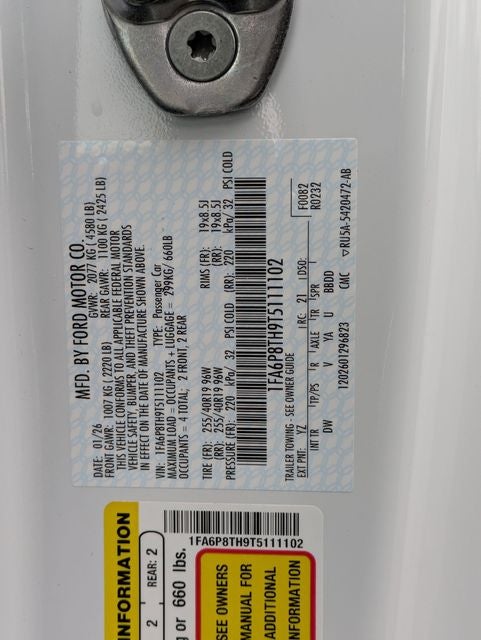 MFD. BY FORD MOTOR CO.
DATE: 01/26 GVWR: 2077 KG ( 4580 LB)
FRONT GAWR: 1007 KG ( 2220 LB) REAR GAWR: 1100 KG ( 2425 LB)
THIS VEHICLE CONFORMS TO ALL APPLICABLE FEDERAL MOTOR
VEHICLE SAFETY, BUMPER, AND THEFT PREVENTION STANDARDS
IN EFFECT ON THE DATE OF MANUFACTURE SHOWN ABOVE.
VIN: 1FA6P8TH9T5111102 TYPE: Passenger Car
MAXIMUM LOAD = OCCUPANTS + LUGGAGE = 299KG/ 660LB
OCCUPANTS = 4 TOTAL; 2 FRONT, 2 REAR
TIRE (FR): 255/40R19 96W RIMS (FR): 19x8.5J
(RR): 255/40R19 96W (RR): 19x8.5J
PRESSURE (FR): 220 kPa/ 32 PSI COLD (RR): 220 kPa/ 32 PSI COLD
1FA6P8TH9T5111102
TRAILER TOWING - SEE OWNER GUIDE F0082
EXT PNT: YZ RC: 21 DSO: R0232
INT TR TP/PS R AXLE TR SPR
DW V YA U BBDD
1202601296823 CMC ▽RU5A-5420472-AB
INFORMATION
2 REAR: 2
g or 660 lbs.
1FA6P8TH9T5111102
SEE OWNERS
MANUAL FOR
ADDITIONAL
INFORMATION